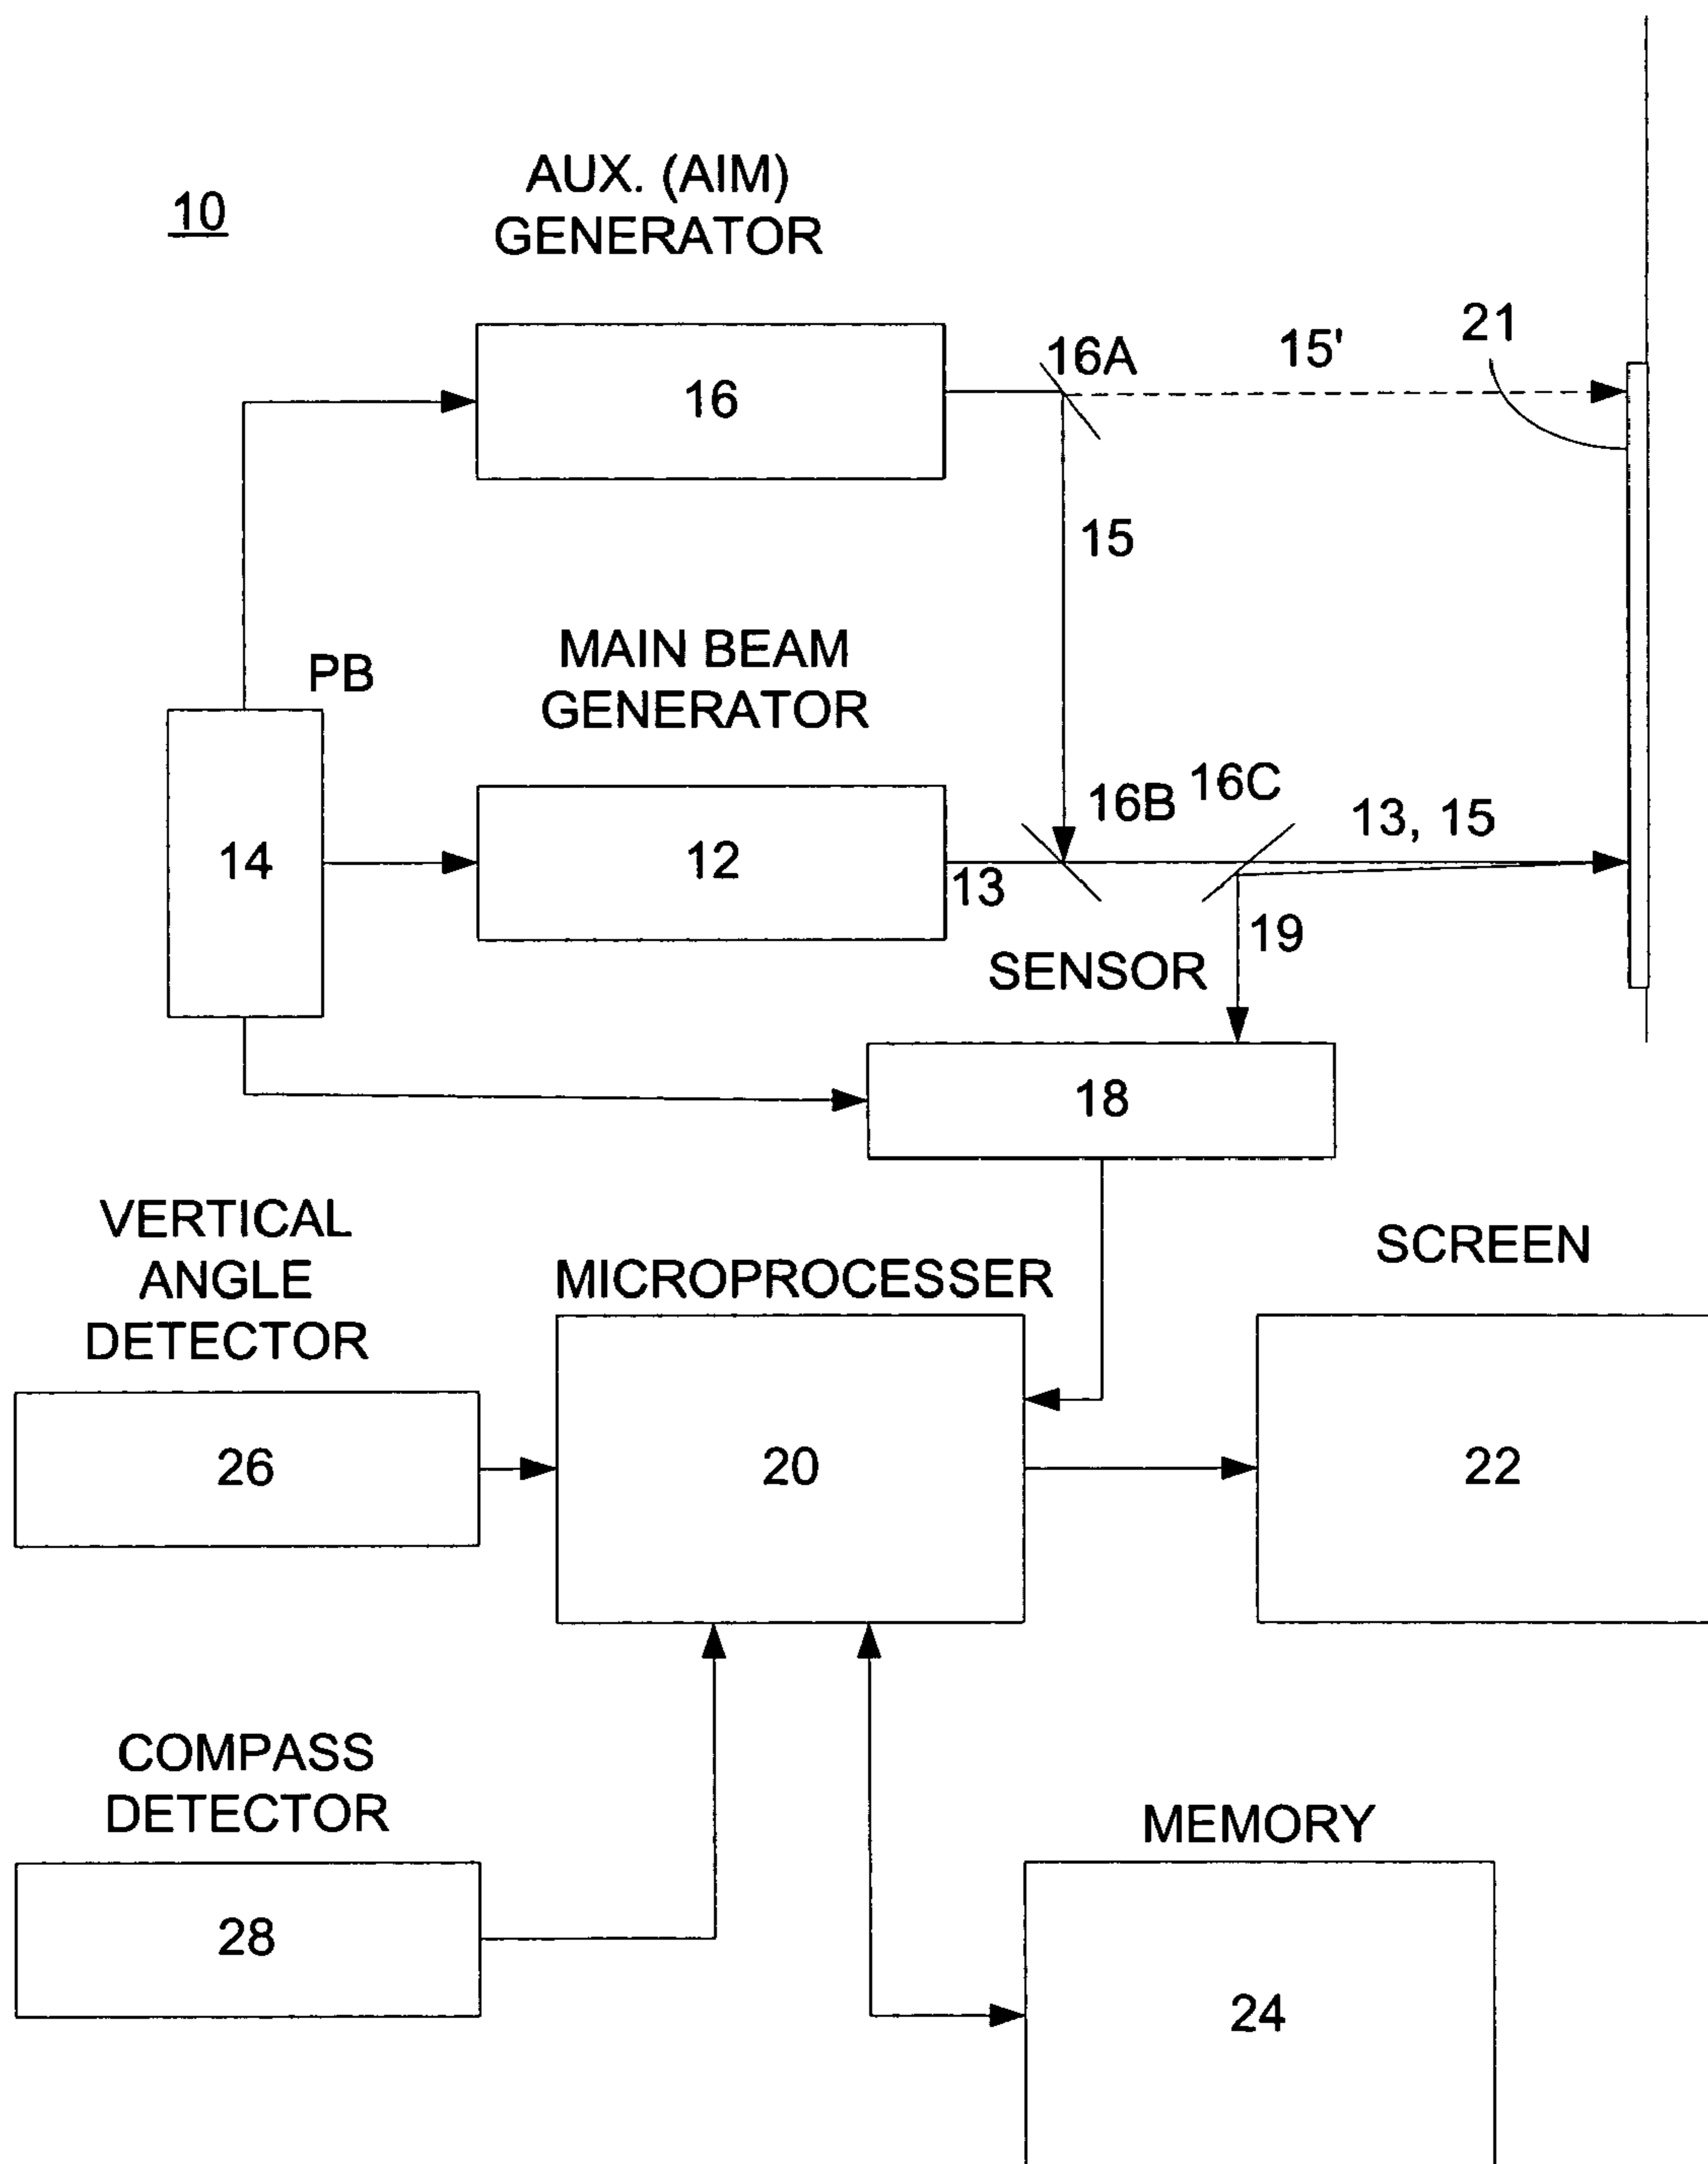 AUX. (AIM)
GENERATOR
10
16
16A
15'
21
15
PB
MAIN BEAM
GENERATOR
14
12
13
16B
16C
13, 15
19
SENSOR
18
VERTICAL
ANGLE
DETECTOR
MICROPROCESSER
SCREEN
26
20
22
COMPASS
DETECTOR
28
MEMORY
24